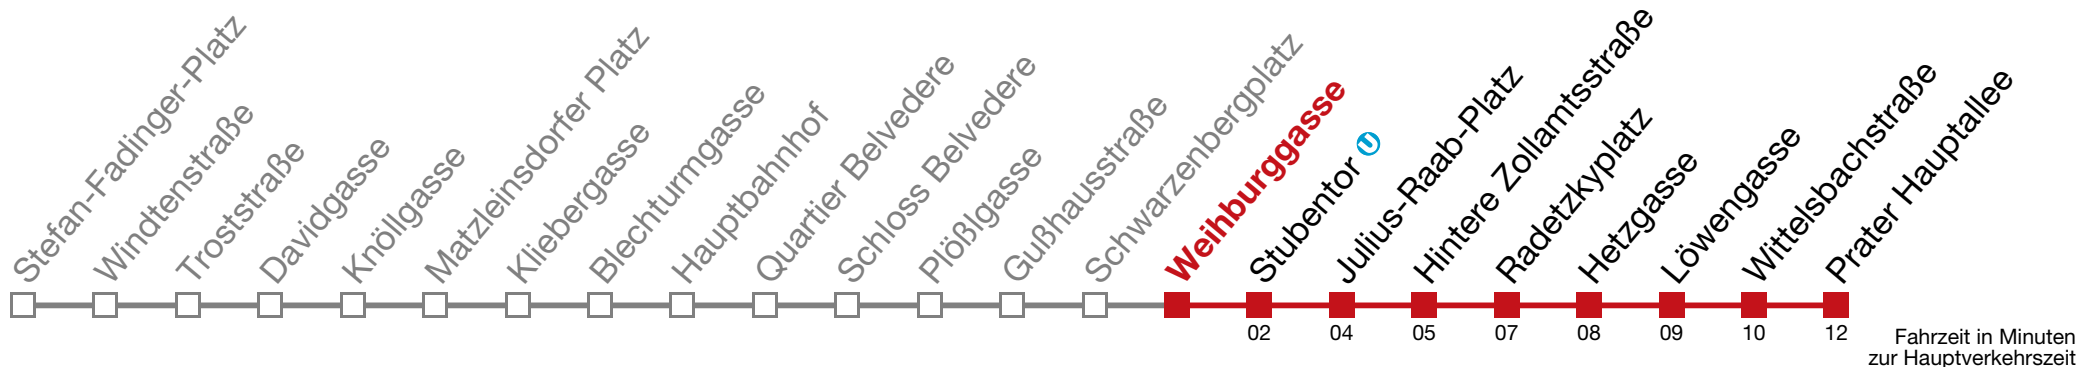 Stefan-Fadinger-Platz
Windtenstraße
Troststraße
Davidgasse
Knöllgasse
Matzleinsdorfer Platz
Kliebergasse
Blechturmgasse
Hauptbahnhof
Quartier Belvedere
Schloss Belvedere
Plößlgasse
Gußhausstraße
Schwarzenbergplatz
Weihburggasse
Stubentor U
Julius-Raab-Platz
Hintere Zollamtsstraße
Radetzkyplatz
Hetzgasse
Löwengasse
Wittelsbachstraße
Prater Hauptallee
02 04 05 07 08 09 10 12
Fahrzeit in Minuten
zur Hauptverkehrszeit